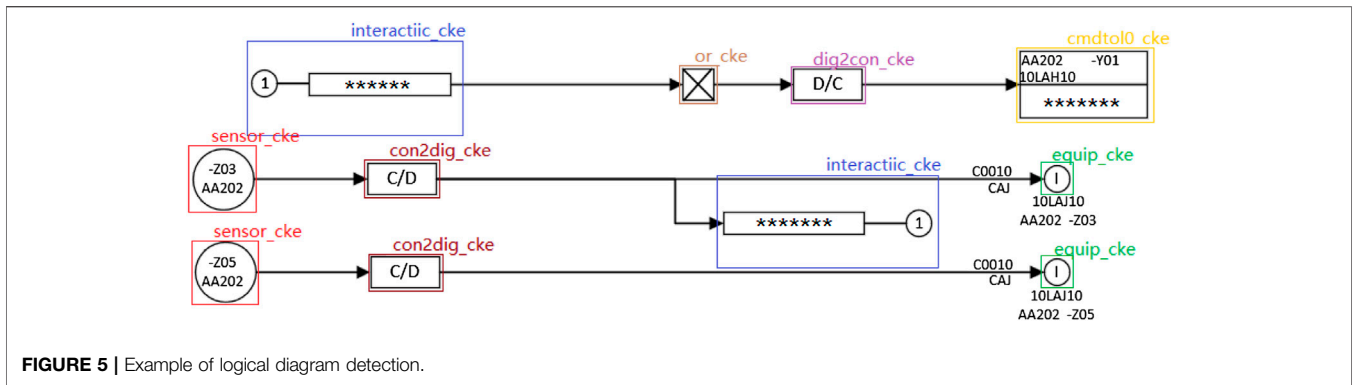 interactiic_cke
or_cke
dig2con_cke
cmdtol0_cke
1
******
D/C
AA202 -Y01
10LAH10
*******
sensor_cke
con2dig_cke
interactiic_cke
equip_cke
-Z03
AA202
C/D
C0010
CAJ
I
10LAJ10
AA202 -Z03
*******
1
sensor_cke
con2dig_cke
equip_cke
-Z05
AA202
C/D
C0010
CAJ
I
10LAJ10
AA202 -Z05
FIGURE 5 | Example of logical diagram detection.